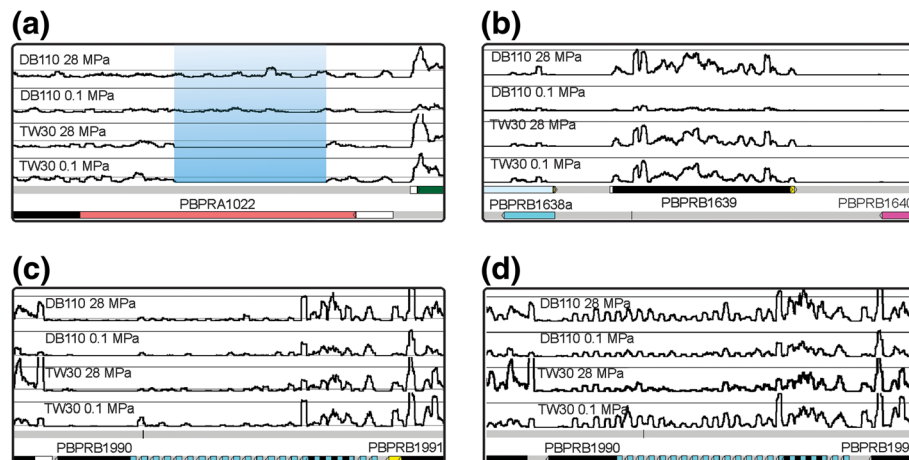 (a)
DB110 28 MPa
DB110 0.1 MPa
TW30 28 MPa
TW30 0.1 MPa
PBPRA1022
(b)
DB110 28 MPa
DB110 0.1 MPa
TW30 28 MPa
TW30 0.1 MPa
PBPRB1638a
PBPRB1639
PBPRB1640
(c)
DB110 28 MPa
DB110 0.1 MPa
TW30 28 MPa
TW30 0.1 MPa
PBPRB1990
PBPRB1991
(d)
DB110 28 MPa
DB110 0.1 MPa
TW30 28 MPa
TW30 0.1 MPa
PBPRB1990
PBPRB199